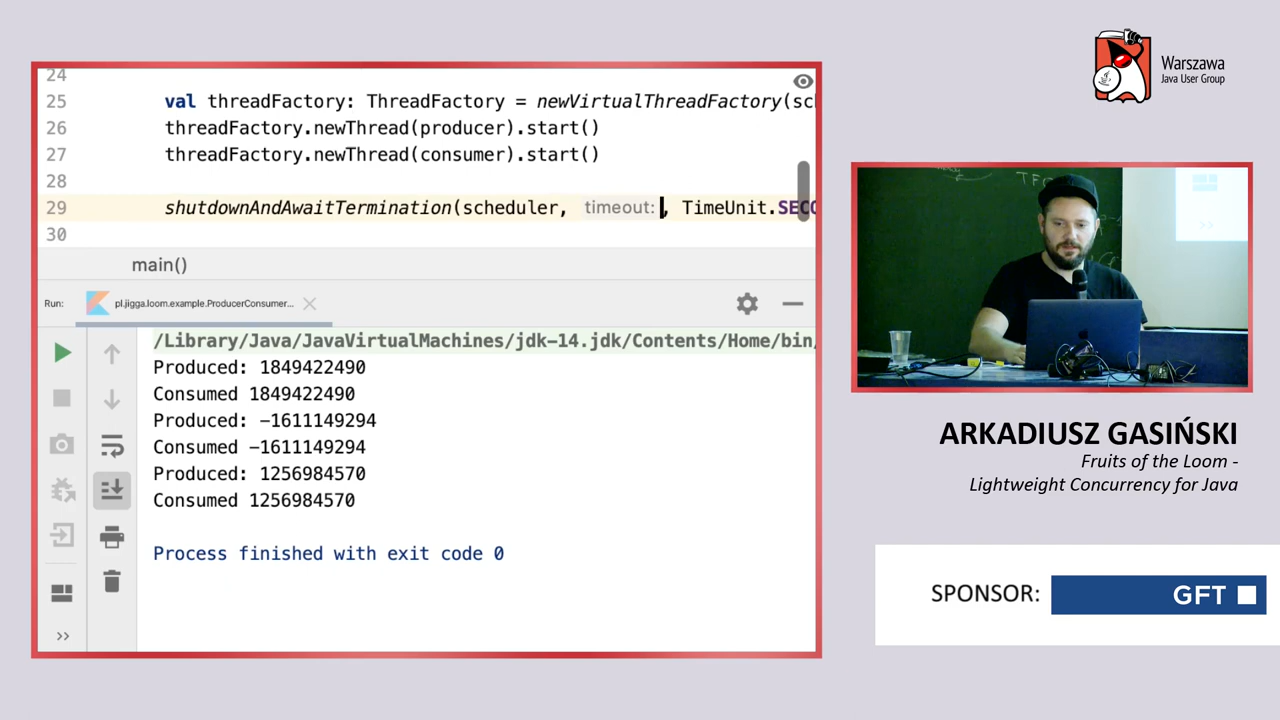 24
25 val threadFactory: ThreadFactory = newVirtualThreadFactory(sc
26 threadFactory.newThread(producer).start()
27 threadFactory.newThread(consumer).start()
28
29 shutdownAndAwaitTermination(scheduler, timeout: , TimeUnit.SECO
30
main()
Run: pl.jigga.loom.example.ProducerConsumer...
/Library/Java/JavaVirtualMachines/jdk-14.jdk/Contents/Home/bin/
Produced: 1849422490
Consumed 1849422490
Produced: -1611149294
Consumed -1611149294
Produced: 1256984570
Consumed 1256984570
Process finished with exit code 0
Warszawa
Java User Group
ARKADIUSZ GASIŃSKI
Fruits of the Loom -
Lightweight Concurrency for Java
SPONSOR: GFT